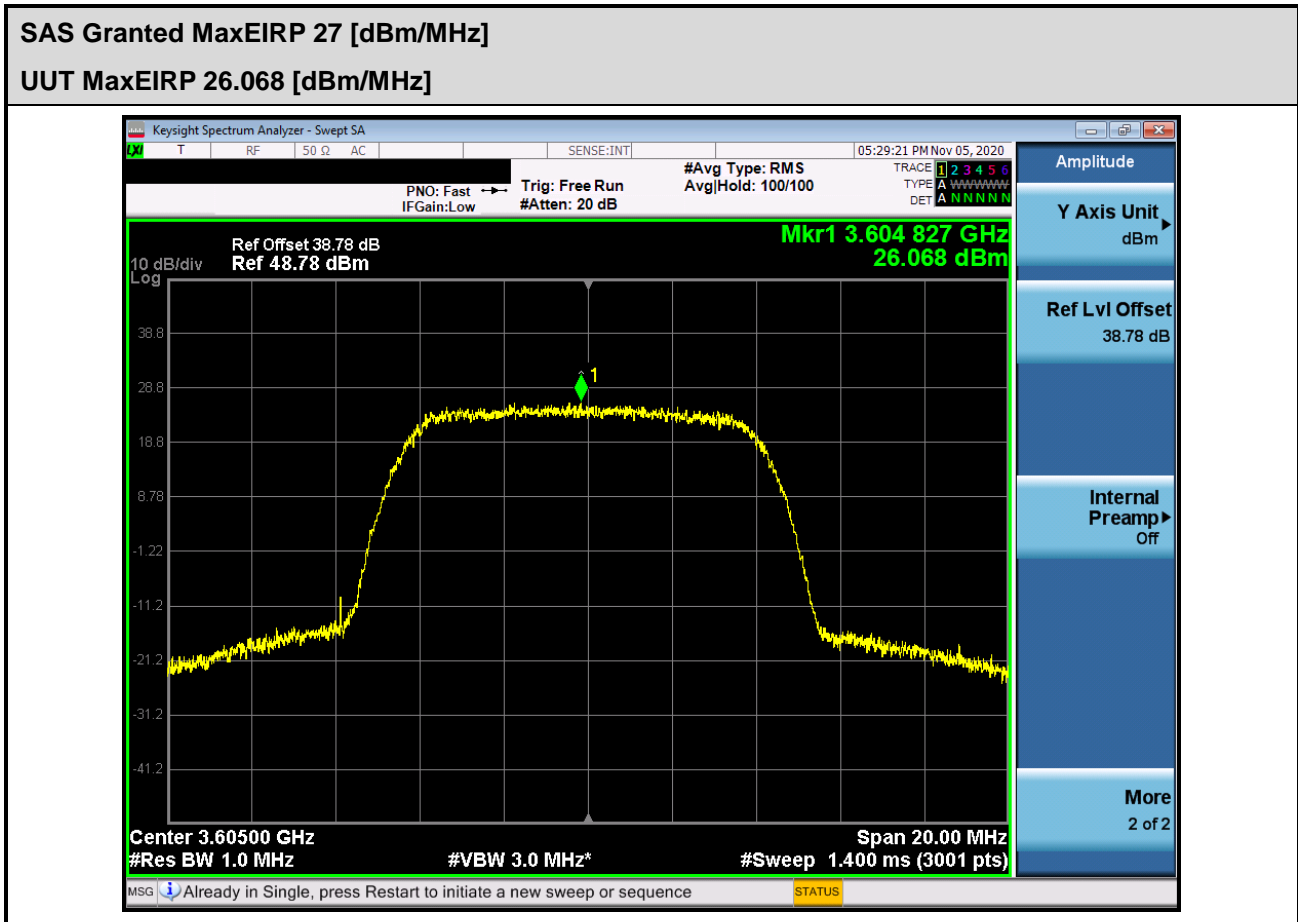 SAS Granted MaxEIRP 27 [dBm/MHz]
UUT MaxEIRP 26.068 [dBm/MHz]
Keysight Spectrum Analyzer - Swept SA
LXI T RF 50 Ω AC SENSE:INT 05:29:21 PM Nov 05, 2020
PNO: Fast
IFGain:Low
Trig: Free Run
#Atten: 20 dB
#Avg Type: RMS
Avg|Hold: 100/100
TRACE 1 2 3 4 5 6
TYPE A WWWWW
DET A N N N N N
Amplitude
Y Axis Unit
dBm
Ref Lvl Offset
38.78 dB
Internal
Preamp
Off
More
2 of 2
Mkr1 3.604 827 GHz
26.068 dBm
Ref Offset 38.78 dB
10 dB/div Ref 48.78 dBm
Log
38.8
28.8
18.8
8.78
-1.22
-11.2
-21.2
-31.2
-41.2
1
Center 3.60500 GHz Span 20.00 MHz
#Res BW 1.0 MHz #VBW 3.0 MHz* #Sweep 1.400 ms (3001 pts)
MSG Already in Single, press Restart to initiate a new sweep or sequence STATUS